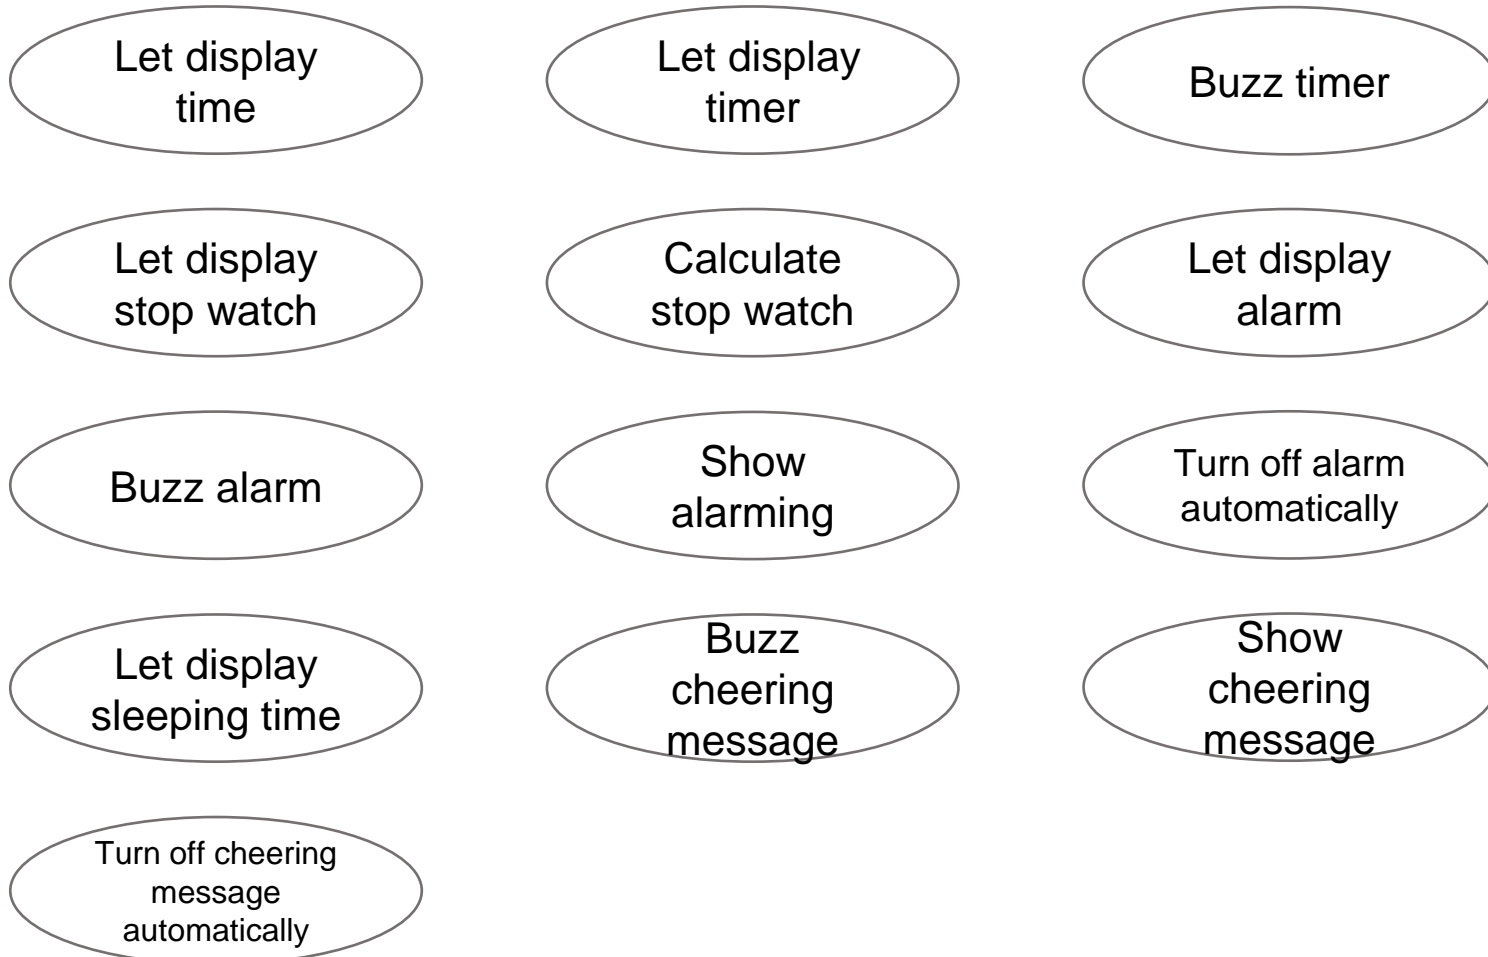 Let display
time
Let display
timer
Buzz timer
Let display
stop watch
Calculate
stop watch
Let display
alarm
Buzz alarm
Show
alarming
Turn off alarm
automatically
Let display
sleeping time
Buzz
cheering
message
Show
cheering
message
Turn off cheering
message
automatically